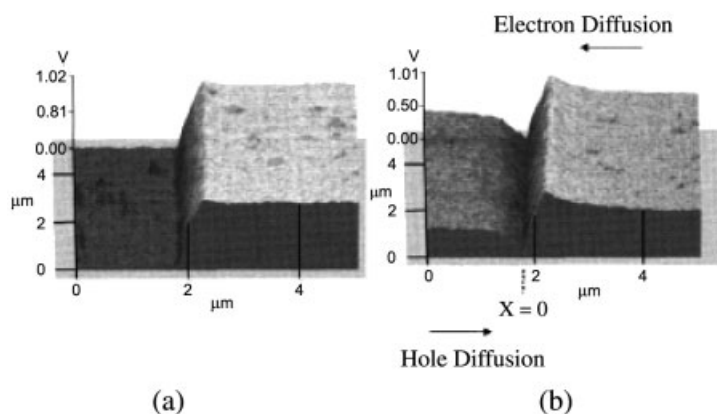 Electron Diffusion
V
1.02
0.81
0.00
4
μm
2
0
0
2
4
μm
V
1.01
0.50
0.00
4
μm
2
0
0
2
4
μm
X = 0
Hole Diffusion
(a)
(b)